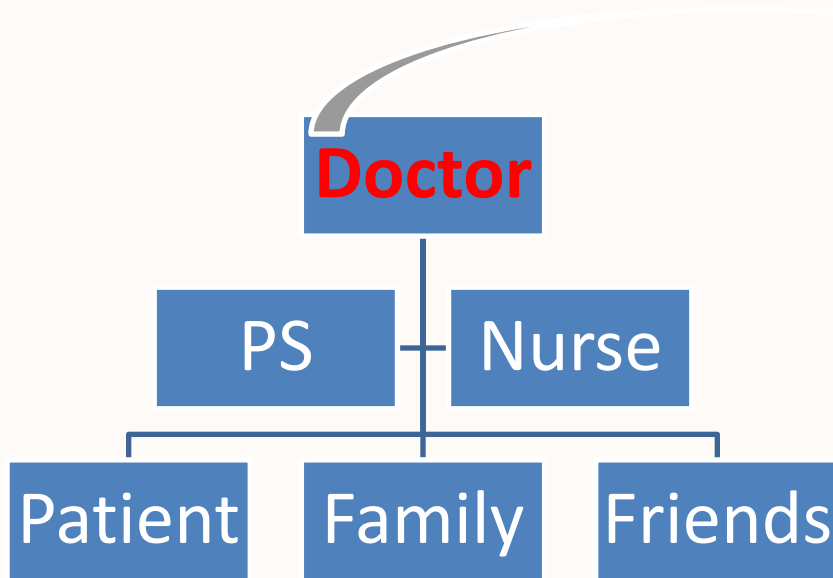 Doctor
PS
Nurse
Patient
Family
Friends